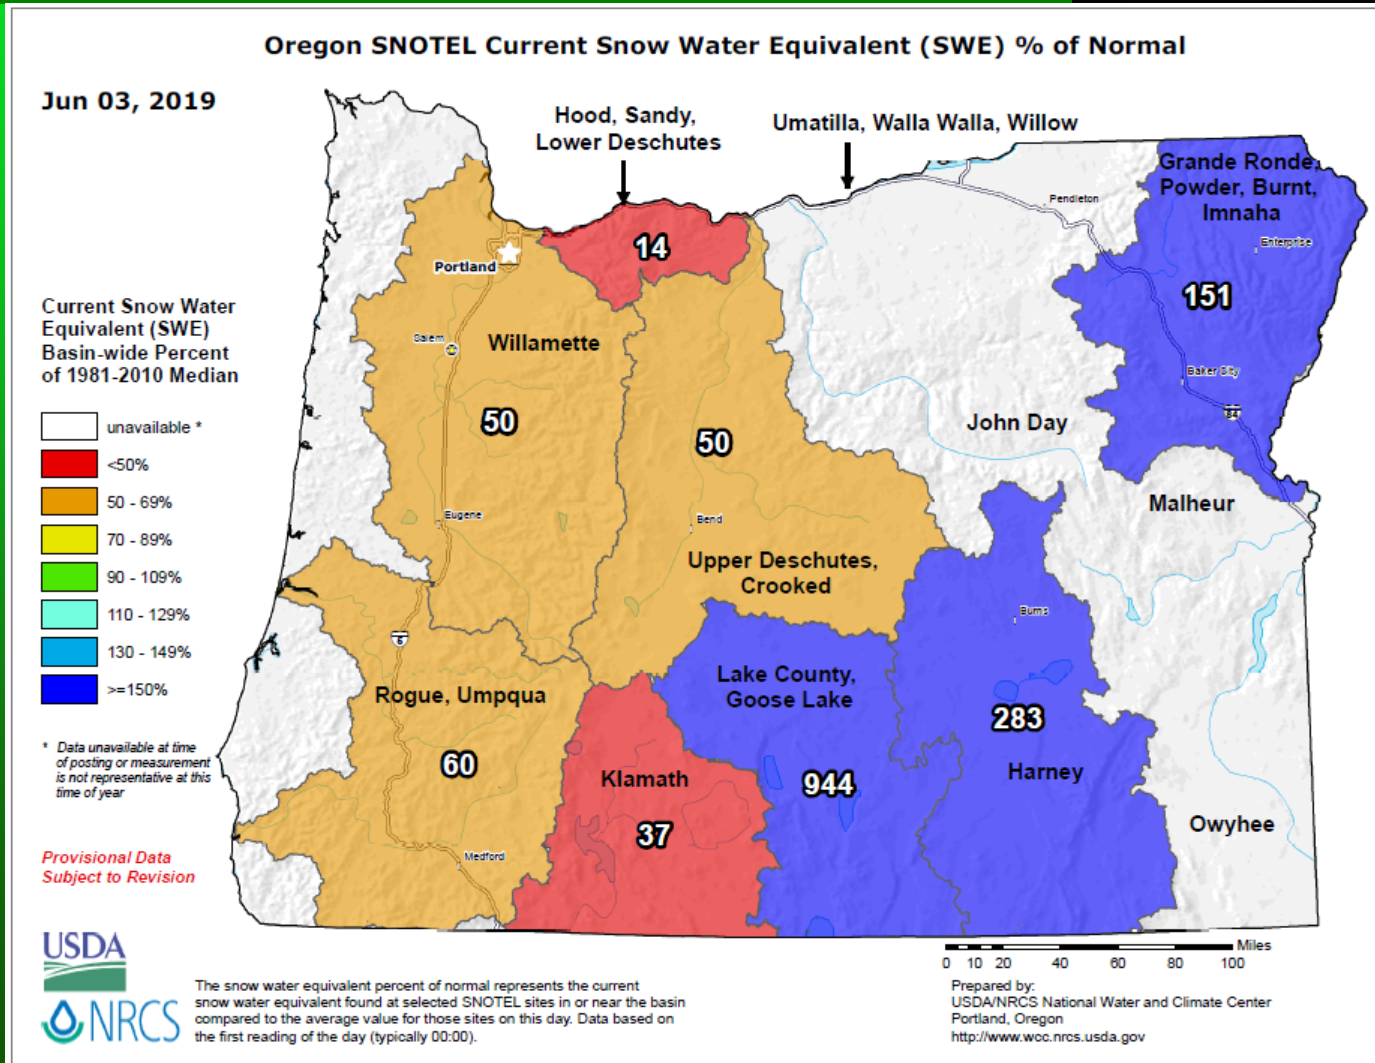 Oregon SNOTEL Current Snow Water Equivalent (SWE) % of Normal
Jun 03, 2019
Hood, Sandy,
Lower Deschutes
Umatilla, Walla Walla, Willow
Grande Ronde,
Powder, Burnt,
Imnaha
Pendleton
Enterprise
14
Portland
151
Current Snow Water
Equivalent (SWE)
Basin-wide Percent
of 1981-2010 Median
Salem
Willamette
Baker City
84
unavailable *
<50%
50 - 69%
70 - 89%
90 - 109%
110 - 129%
130 - 149%
>=150%
50
50
John Day
Malheur
Eugene
Bend
Upper Deschutes,
Crooked
Burns
5
Rogue, Umpqua
60
Lake County,
Goose Lake
944
283
Harney
Klamath
37
Owyhee
Medford
* Data unavailable at time
of posting or measurement
is not representative at this
time of year
Provisional Data
Subject to Revision
USDA
NRCS
The snow water equivalent percent of normal represents the current
snow water equivalent found at selected SNOTEL sites in or near the basin
compared to the average value for those sites on this day. Data based on
the first reading of the day (typically 00:00).
Miles
0 10 20 40 60 80 100
Prepared by:
USDA/NRCS National Water and Climate Center
Portland, Oregon
http://www.wcc.nrcs.usda.gov